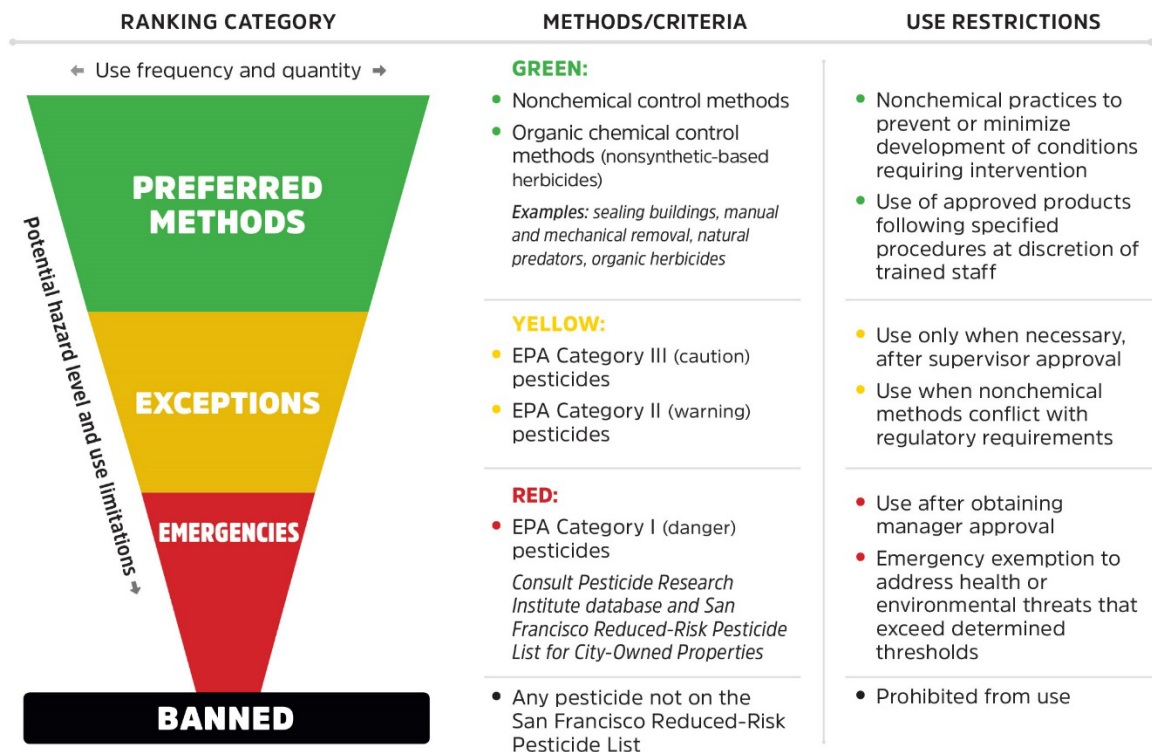 RANKING CATEGORY
METHODS/CRITERIA
USE RESTRICTIONS
← Use frequency and quantity →
Potential hazard level and use limitations →
PREFERRED
METHODS
EXCEPTIONS
EMERGENCIES
BANNED
GREEN:
• Nonchemical control methods
• Organic chemical control
methods (nonsynthetic-based
herbicides)
Examples: sealing buildings, manual
and mechanical removal, natural
predators, organic herbicides
• Nonchemical practices to
prevent or minimize
development of conditions
requiring intervention
• Use of approved products
following specified
procedures at discretion of
trained staff
YELLOW:
• EPA Category III (caution)
pesticides
• EPA Category II (warning)
pesticides
• Use only when necessary,
after supervisor approval
• Use when nonchemical
methods conflict with
regulatory requirements
RED:
• EPA Category I (danger)
pesticides
Consult Pesticide Research
Institute database and San
Francisco Reduced-Risk Pesticide
List for City-Owned Properties
• Use after obtaining
manager approval
• Emergency exemption to
address health or
environmental threats that
exceed determined
thresholds
• Any pesticide not on the
San Francisco Reduced-Risk
Pesticide List
• Prohibited from use